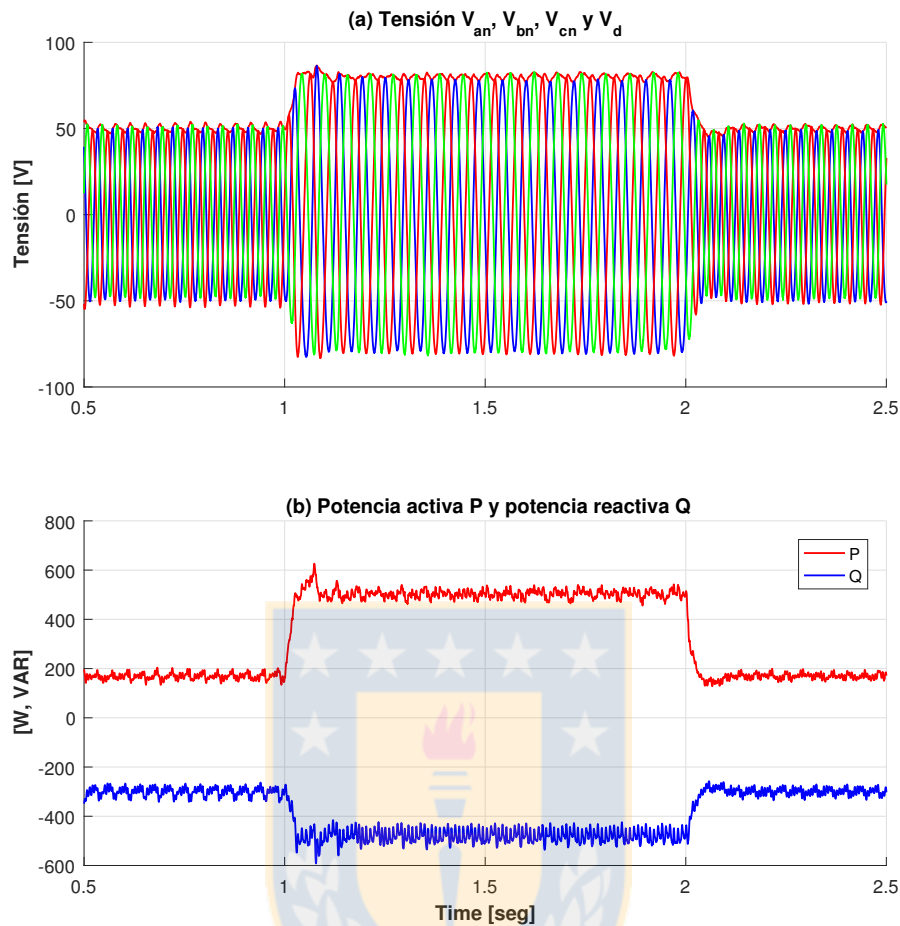 (a) Tensión V_an, V_bn, V_cn y V_d
Tensión [V]
100
50
0
-50
-100
0.5 1 1.5 2 2.5
(b) Potencia activa P y potencia reactiva Q
[W, VAR]
800
600
400
200
0
-200
-400
-600
P
Q
0.5 1 1.5 2 2.5
Time [seg]